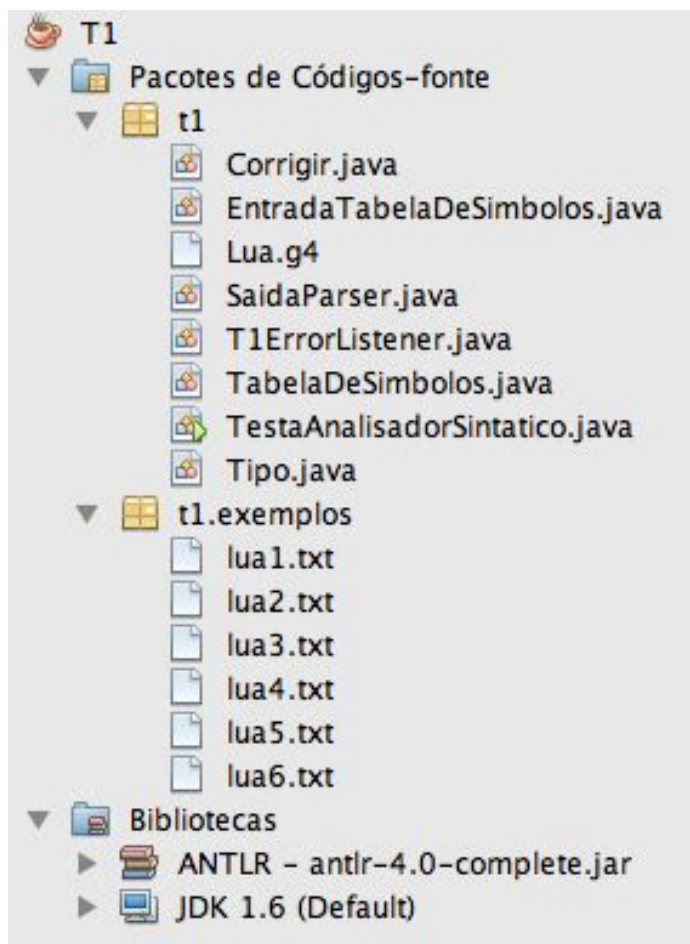 T1
Pacotes de Códigos-fonte
t1
Corrigir.java
EntradaTabelaDeSimbolos.java
Lua.g4
SaidaParser.java
T1ErrorListener.java
TabelaDeSimbolos.java
TestaAnalisadorSintatico.java
Tipo.java
t1.exemplos
lua1.txt
lua2.txt
lua3.txt
lua4.txt
lua5.txt
lua6.txt
Bibliotecas
ANTLR - antlr-4.0-complete.jar
JDK 1.6 (Default)